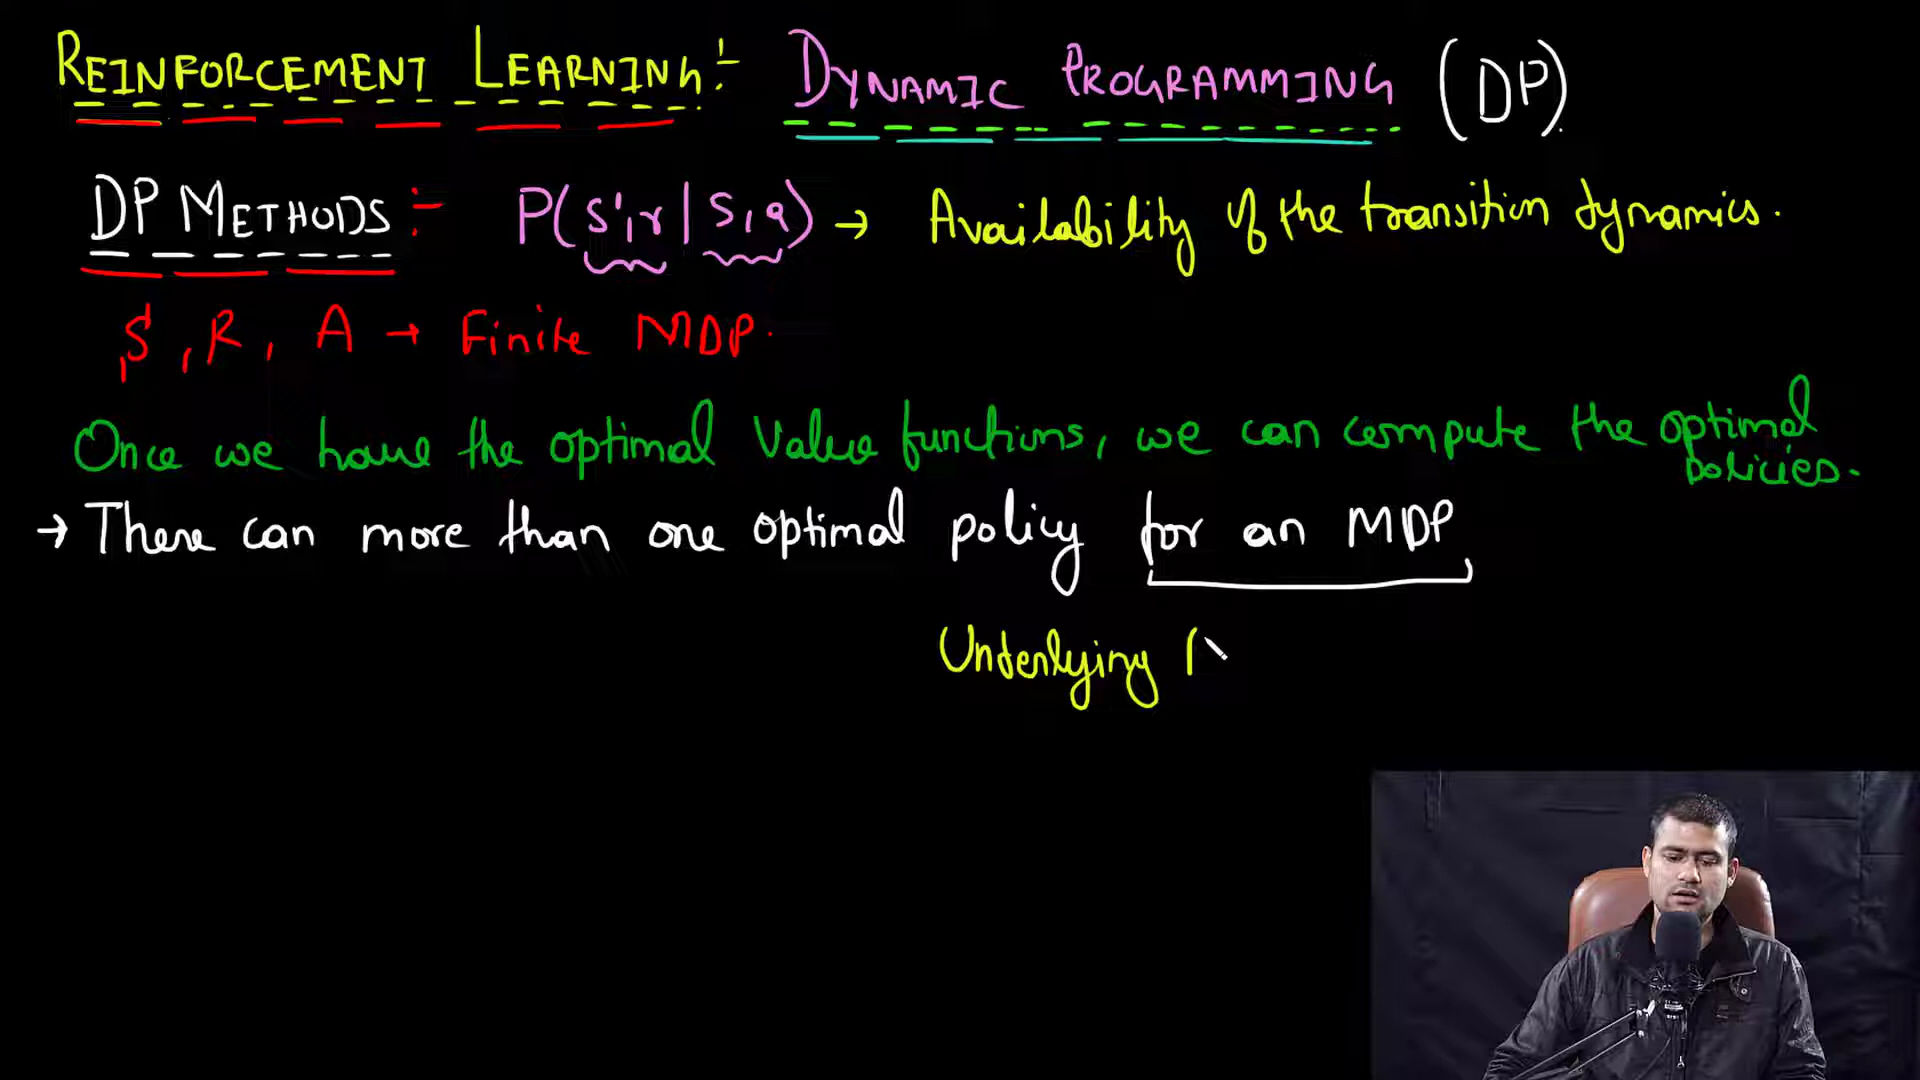 REINFORCEMENT LEARNING:- DYNAMIC PROGRAMMING (DP).
DP METHODS :- P(s',r|s,a) → Availability of the transition dynamics.
S, R, A → Finite MDP.
Once we have the optimal value functions, we can compute the optimal
policies.
→ There can more than one optimal policy for an MDP
Underlying